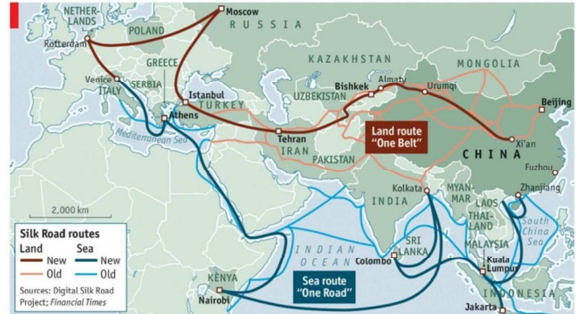 NETHER-
LANDS
Moscow
RUSSIA
POLAND
Rotterdam
KAZAKHSTAN
MONGOLIA
GREECE
Venice
ITALY
SERBIA
Istanbul
TURKEY
Athens
UZBEKISTAN
Bishkek
Almaty
Urumqi
Beijing
Mediterranean Sea
Tehran
IRAN
Land route
"One Belt"
Xi'an
CHINA
PAKISTAN
Fuzhou
Kolkata
Zhanjiang
MYAN-
MAR
LAOS
THAI-
LAND
INDIA
South
China
Sea
2,000 km
Silk Road routes
Land
Sea
New
New
Old
Old
Sources: Digital Silk Road
Project; Financial Times
INDIAN
OCEAN
SRI
LANKA
Colombo
MALAYSIA
Kuala
Lumpur
KENYA
Nairobi
Sea route
"One Road"
INDONESIA
Jakarta